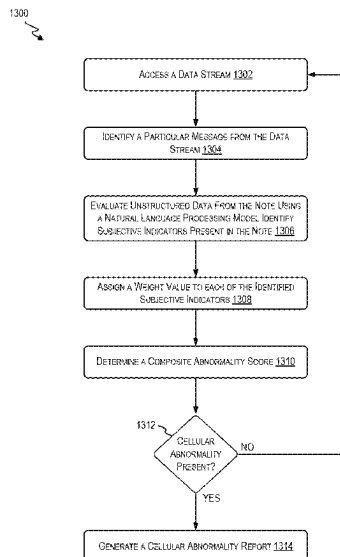 1300
ACCESS A DATA STREAM 1302
IDENTIFY A PARTICULAR MESSAGE FROM THE DATA
STREAM 1304
EVALUATE UNSTRUCTURED DATA FROM THE NOTE USING
A NATURAL LANGUAGE PROCESSING MODEL IDENTIFY
SUBJECTIVE INDICATORS PRESENT IN THE NOTE
1306
ASSIGN A WEIGHT VALUE TO EACH OF THE IDENTIFIED
SUBJECTIVE INDICATORS 1308
DETERMINE A COMPOSITE ABNORMALITY SCORE 1310
1312
CELLULAR
ABNORMALITY
PRESENT?
NO
YES
GENERATE A CELLULAR ABNORMALITY REPORT 1314